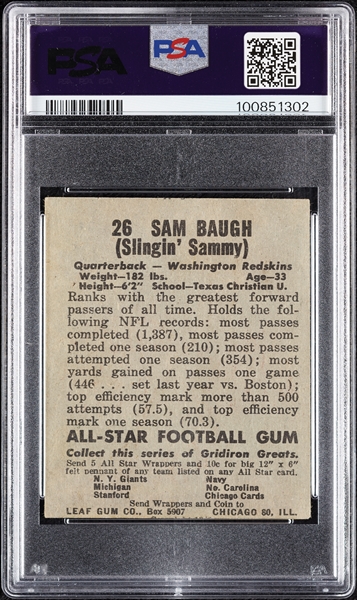 PSA
PSA
100851302
26 SAM BAUGH
(Slingin' Sammy)
Quarterback — Washington Redskins
Weight—182 lbs. Age—33
Height—6'2" School—Texas Christian U.
Ranks with the greatest forward
passers of all time. Holds the fol-
lowing NFL records: most passes
completed (1,387), most passes com-
pleted one season (210); most passes
attempted one season (354); most
yards gained on passes one game
(446 . . . set last year vs. Boston);
top efficiency mark more than 500
attempts (57.5), and top efficiency
mark one season (70.3).
ALL-STAR FOOTBALL GUM
Collect this series of Gridiron Greats.
Send 5 All Star Wrappers and 10c for big 12" x 6"
felt pennant of any team listed on any All Star card.
N. Y. Giants Navy
Michigan No. Carolina
Stanford Chicago Cards
Send Wrappers and Coin to
LEAF GUM CO., Box 5907 CHICAGO 80, ILL.